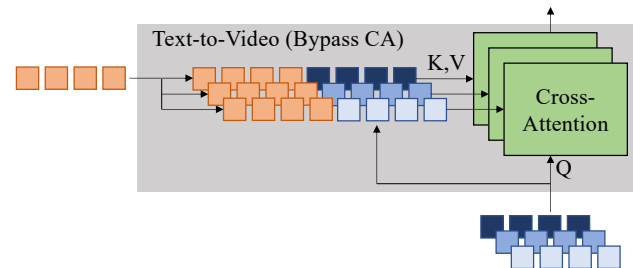 Text-to-Video (Bypass CA)
K,V
Cross-
Attention
Q